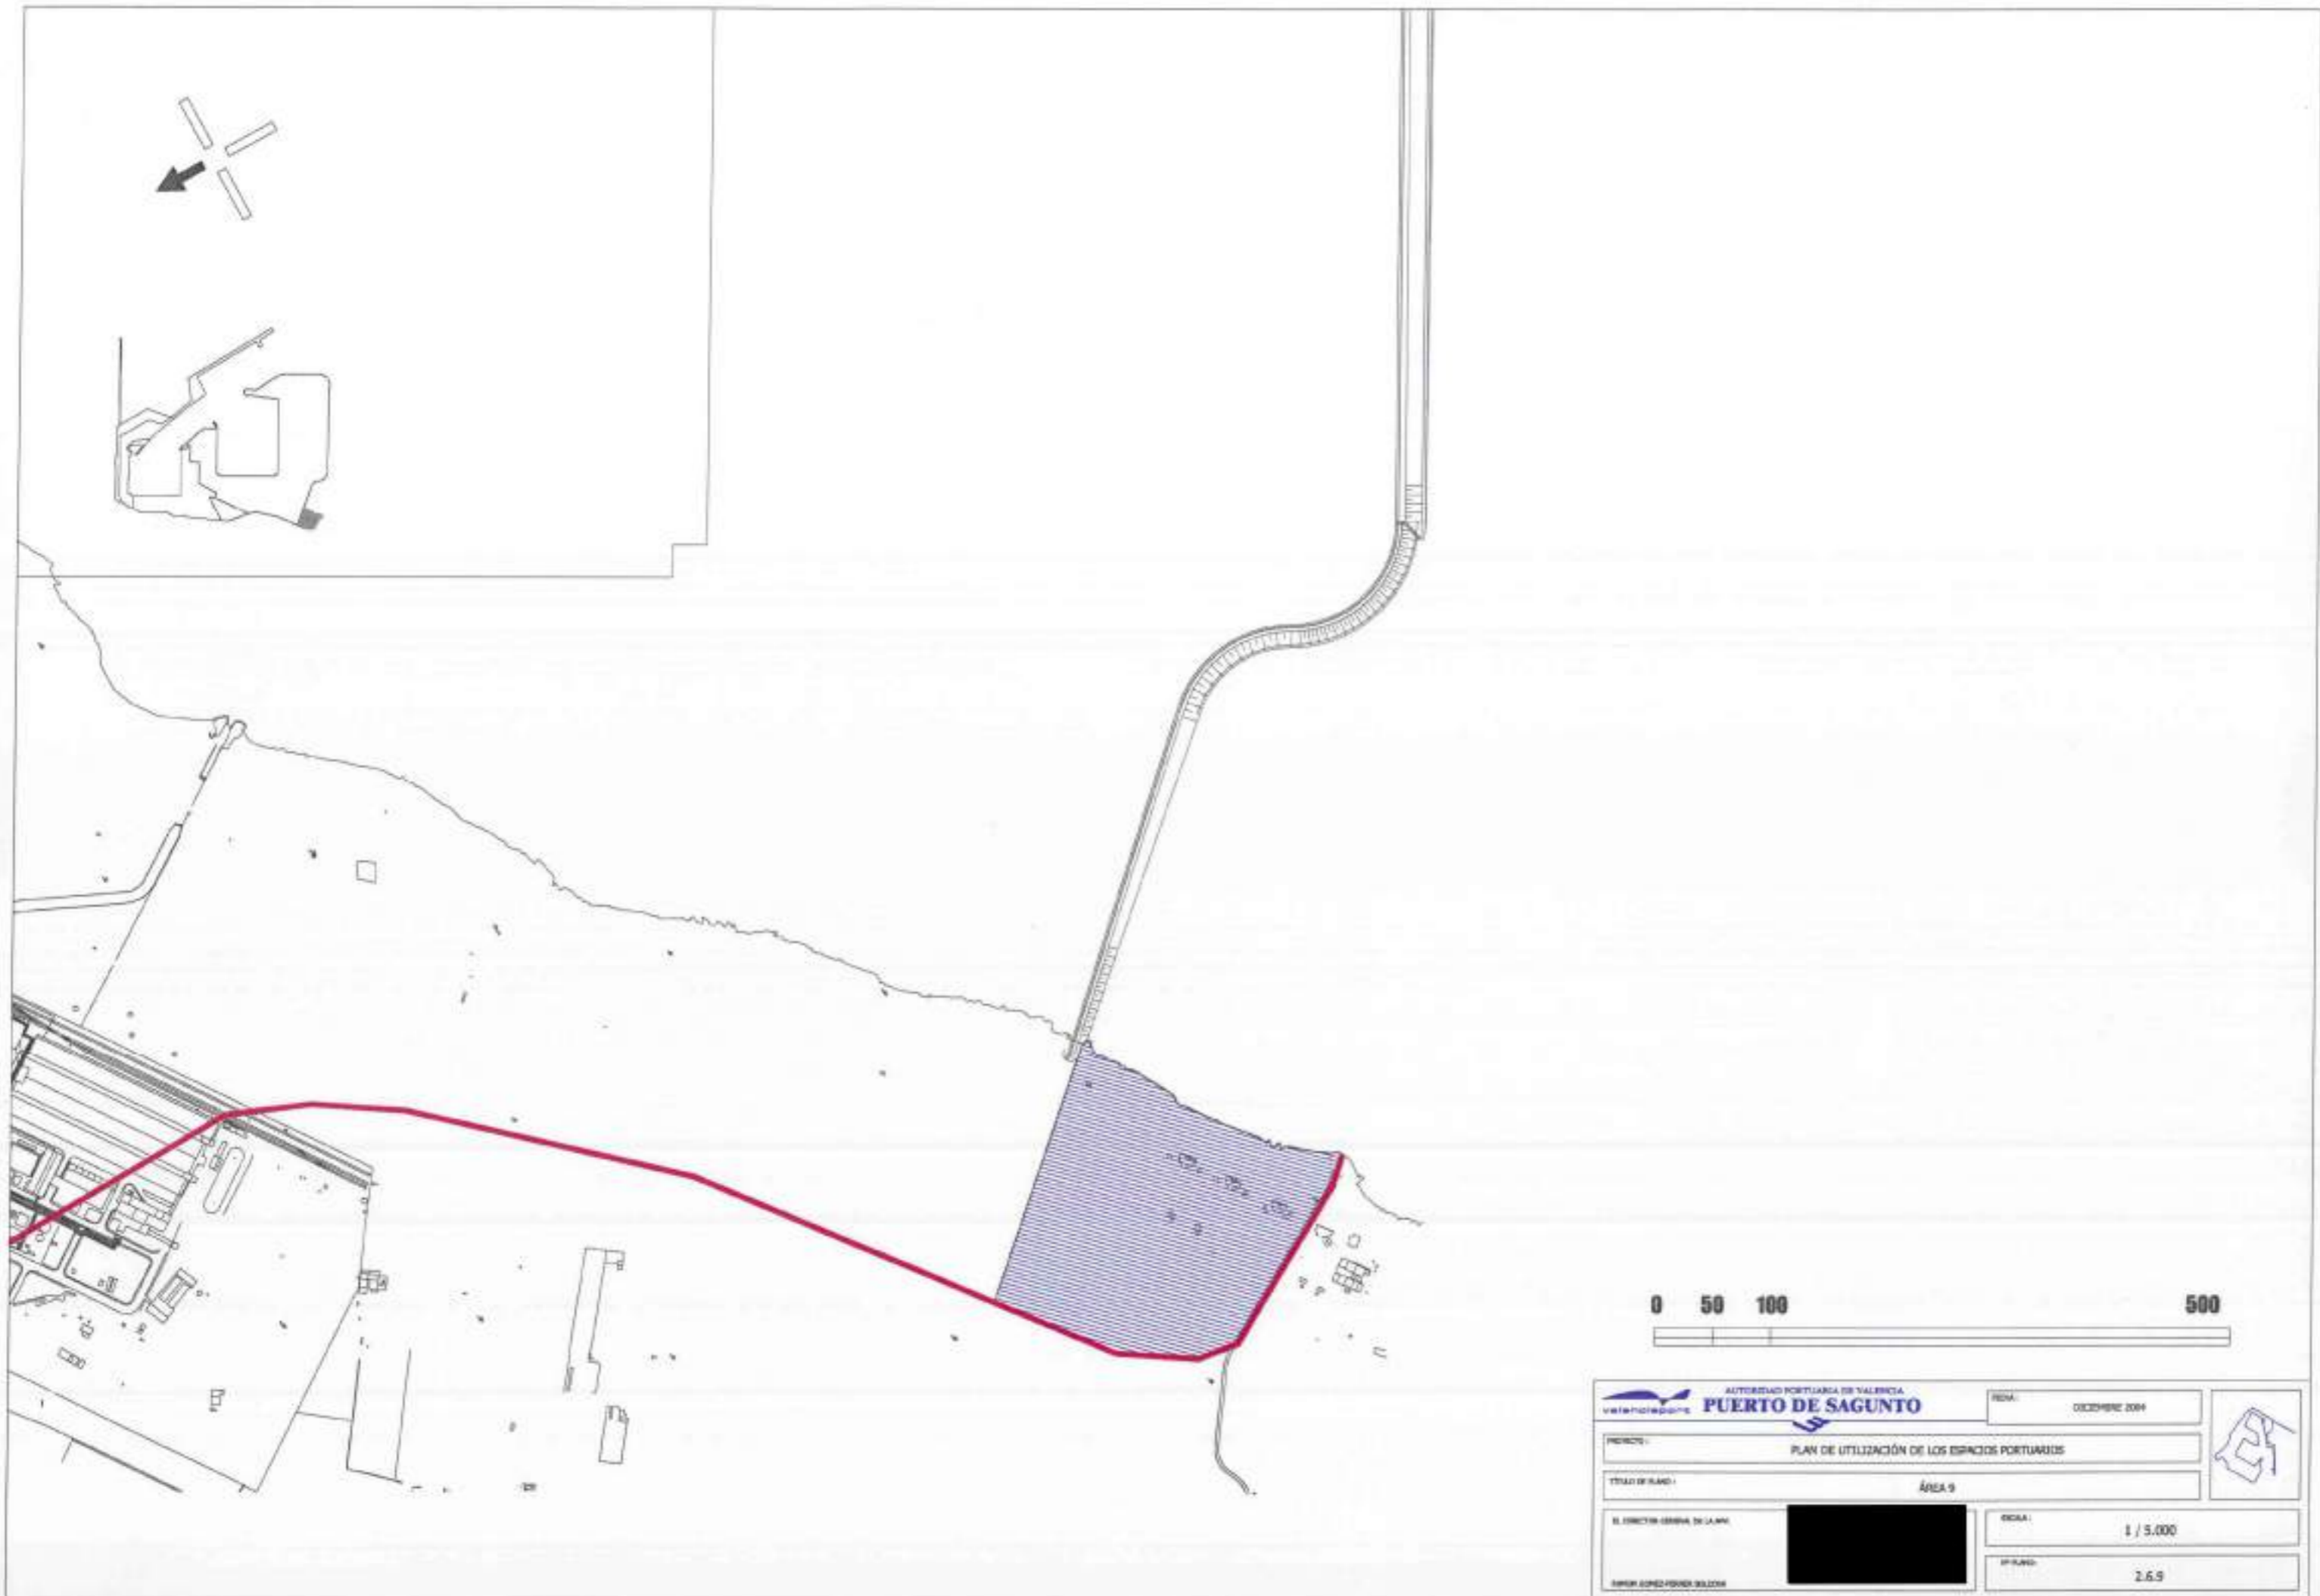 0 50 100 500
valenciaport
AUTORIDAD PORTUARIA DE VALENCIA
PUERTO DE SAGUNTO
FECHA:
DICIEMBRE 2004
PROYECTO:
PLAN DE UTILIZACIÓN DE LOS ESPACIOS PORTUARIOS
TÍTULO DE PLANO:
ÁREA 9
EL DIRECTOR GENERAL DE LA APV.
ESCALA:
1 / 5.000
Nº PLANO:
2.6.9